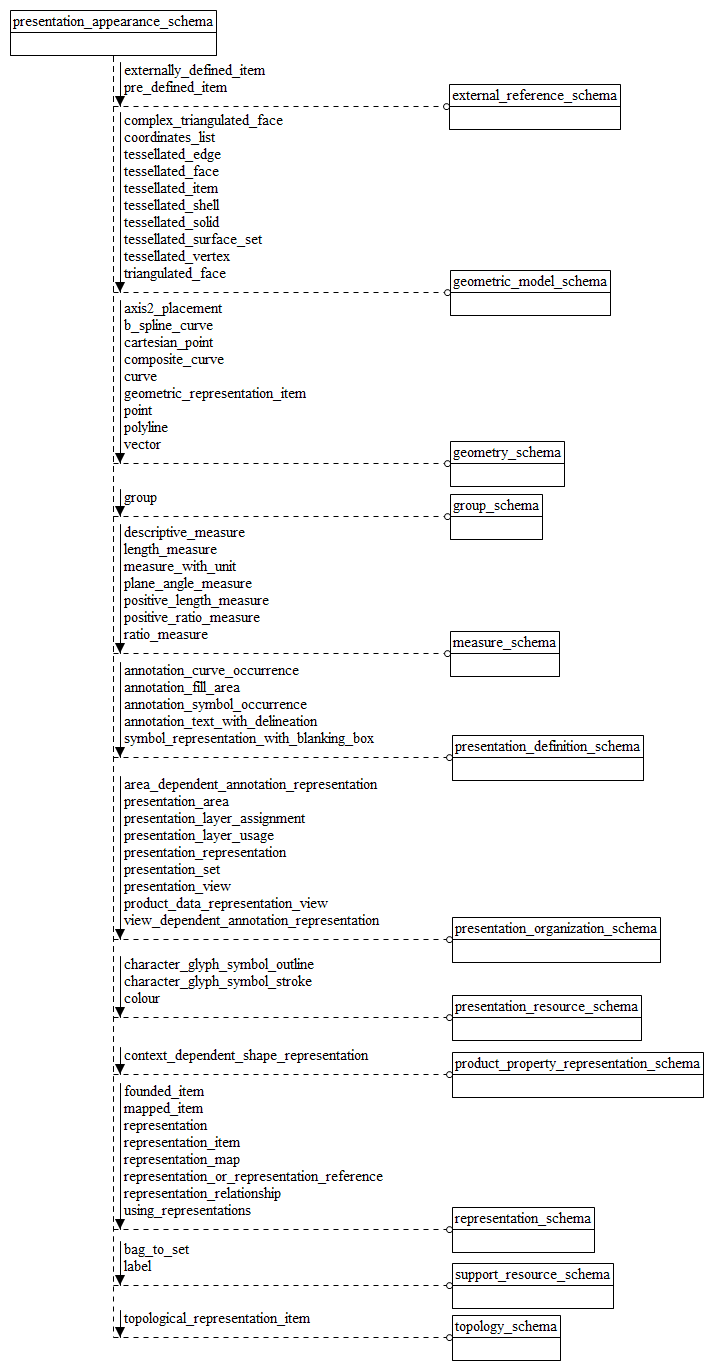 presentation_appearance_schema
externally_defined_item
pre_defined_item
external_reference_schema
complex_triangulated_face
coordinates_list
tessellated_edge
tessellated_face
tessellated_item
tessellated_shell
tessellated_solid
tessellated_surface_set
tessellated_vertex
triangulated_face
geometric_model_schema
axis2_placement
b_spline_curve
cartesian_point
composite_curve
curve
geometric_representation_item
point
polyline
vector
geometry_schema
group
group_schema
descriptive_measure
length_measure
measure_with_unit
plane_angle_measure
positive_length_measure
positive_ratio_measure
ratio_measure
measure_schema
annotation_curve_occurrence
annotation_fill_area
annotation_symbol_occurrence
annotation_text_with_delineation
symbol_representation_with_blanking_box
presentation_definition_schema
area_dependent_annotation_representation
presentation_area
presentation_layer_assignment
presentation_layer_usage
presentation_representation
presentation_set
presentation_view
product_data_representation_view
view_dependent_annotation_representation
presentation_organization_schema
character_glyph_symbol_outline
character_glyph_symbol_stroke
colour
presentation_resource_schema
context_dependent_shape_representation
product_property_representation_schema
founded_item
mapped_item
representation
representation_item
representation_map
representation_or_representation_reference
representation_relationship
using_representations
representation_schema
bag_to_set
label
support_resource_schema
topological_representation_item
topology_schema